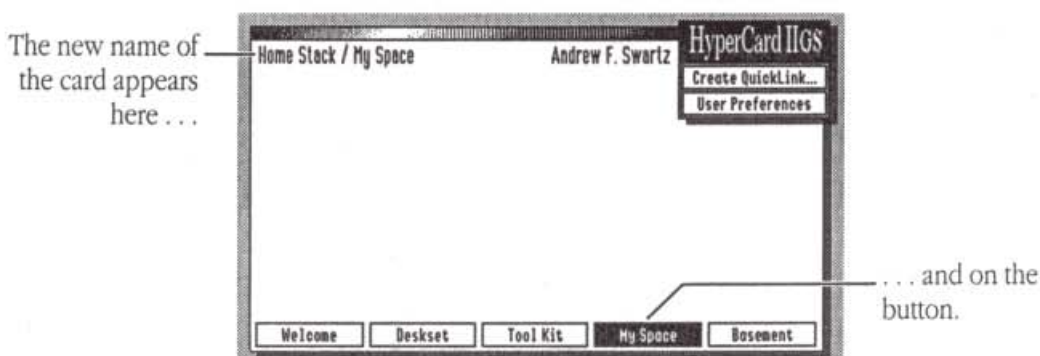 The new name of
the card appears
here . . .
Home Stack / My Space
Andrew F. Swartz
HyperCard IIGS
Create QuickLink...
User Preferences
. . . and on the
button.
Welcome
Deskset
Tool Kit
My Space
Basement